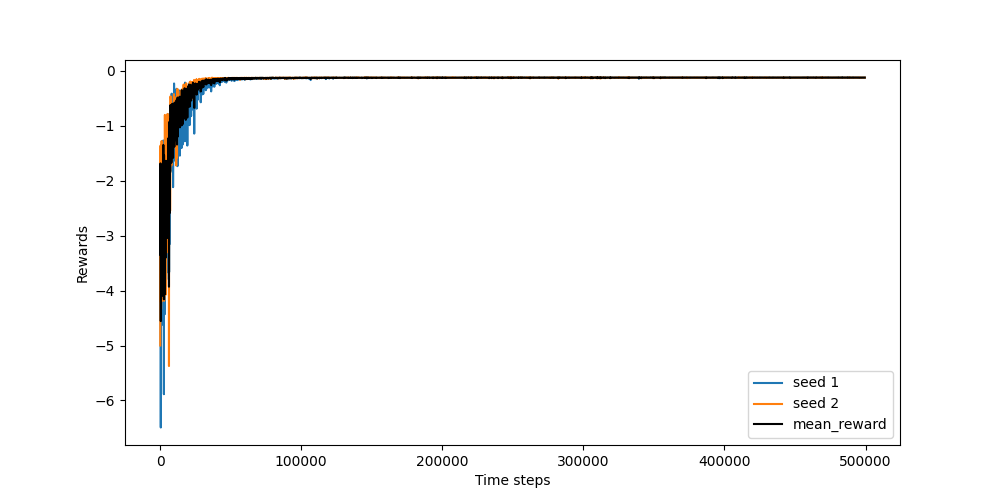 0
−1
−2
−3
−4
−5
−6
Rewards
0
100000
200000
300000
400000
500000
Time steps
seed 1
seed 2
mean_reward